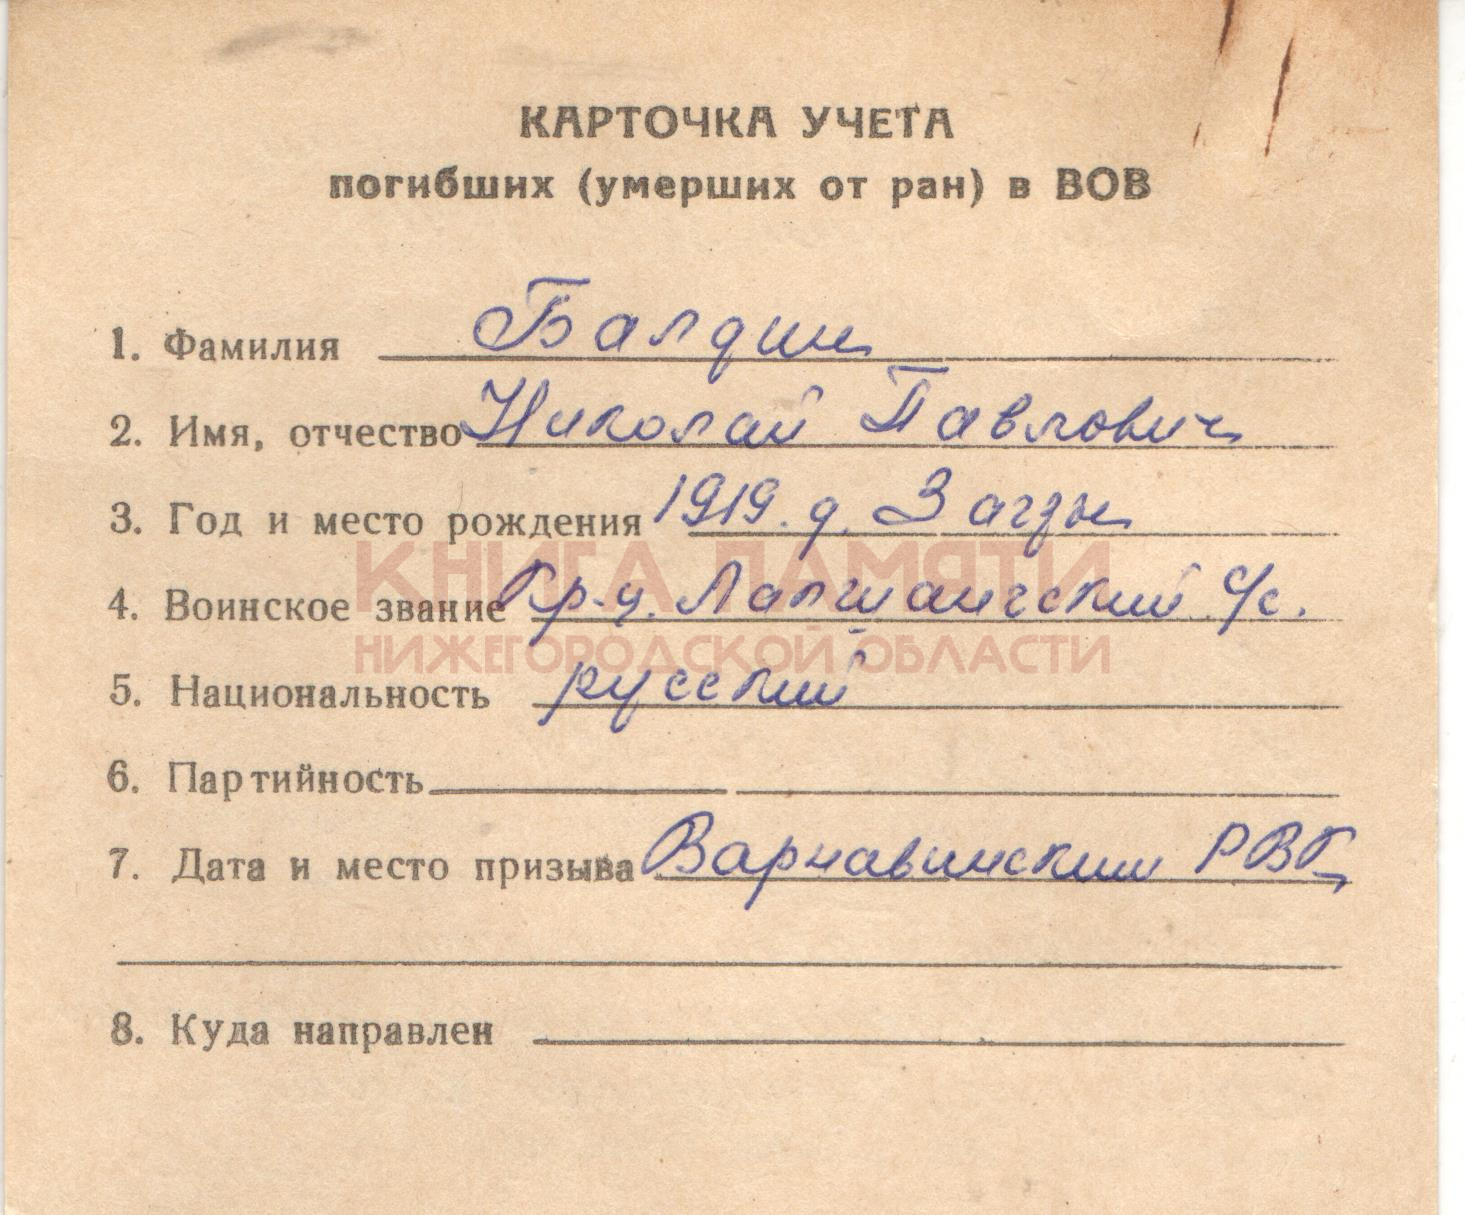 КАРТОЧКА УЧЕТА
погибших (умерших от ран) в ВОВ
1. Фамилия Балдин
2. Имя, отчество Николай Павлович
3. Год и место рождения 1919. д. Загзы
КНИГА ПАМЯТИ
4. Воинское звание Кр-ц. Лапшангский с/с.
НИЖЕГОРОДСКОЙ ОБЛАСТИ
5. Национальность русский
6. Партийность
7. Дата и место призыва Варнавинский РВК
8. Куда направлен